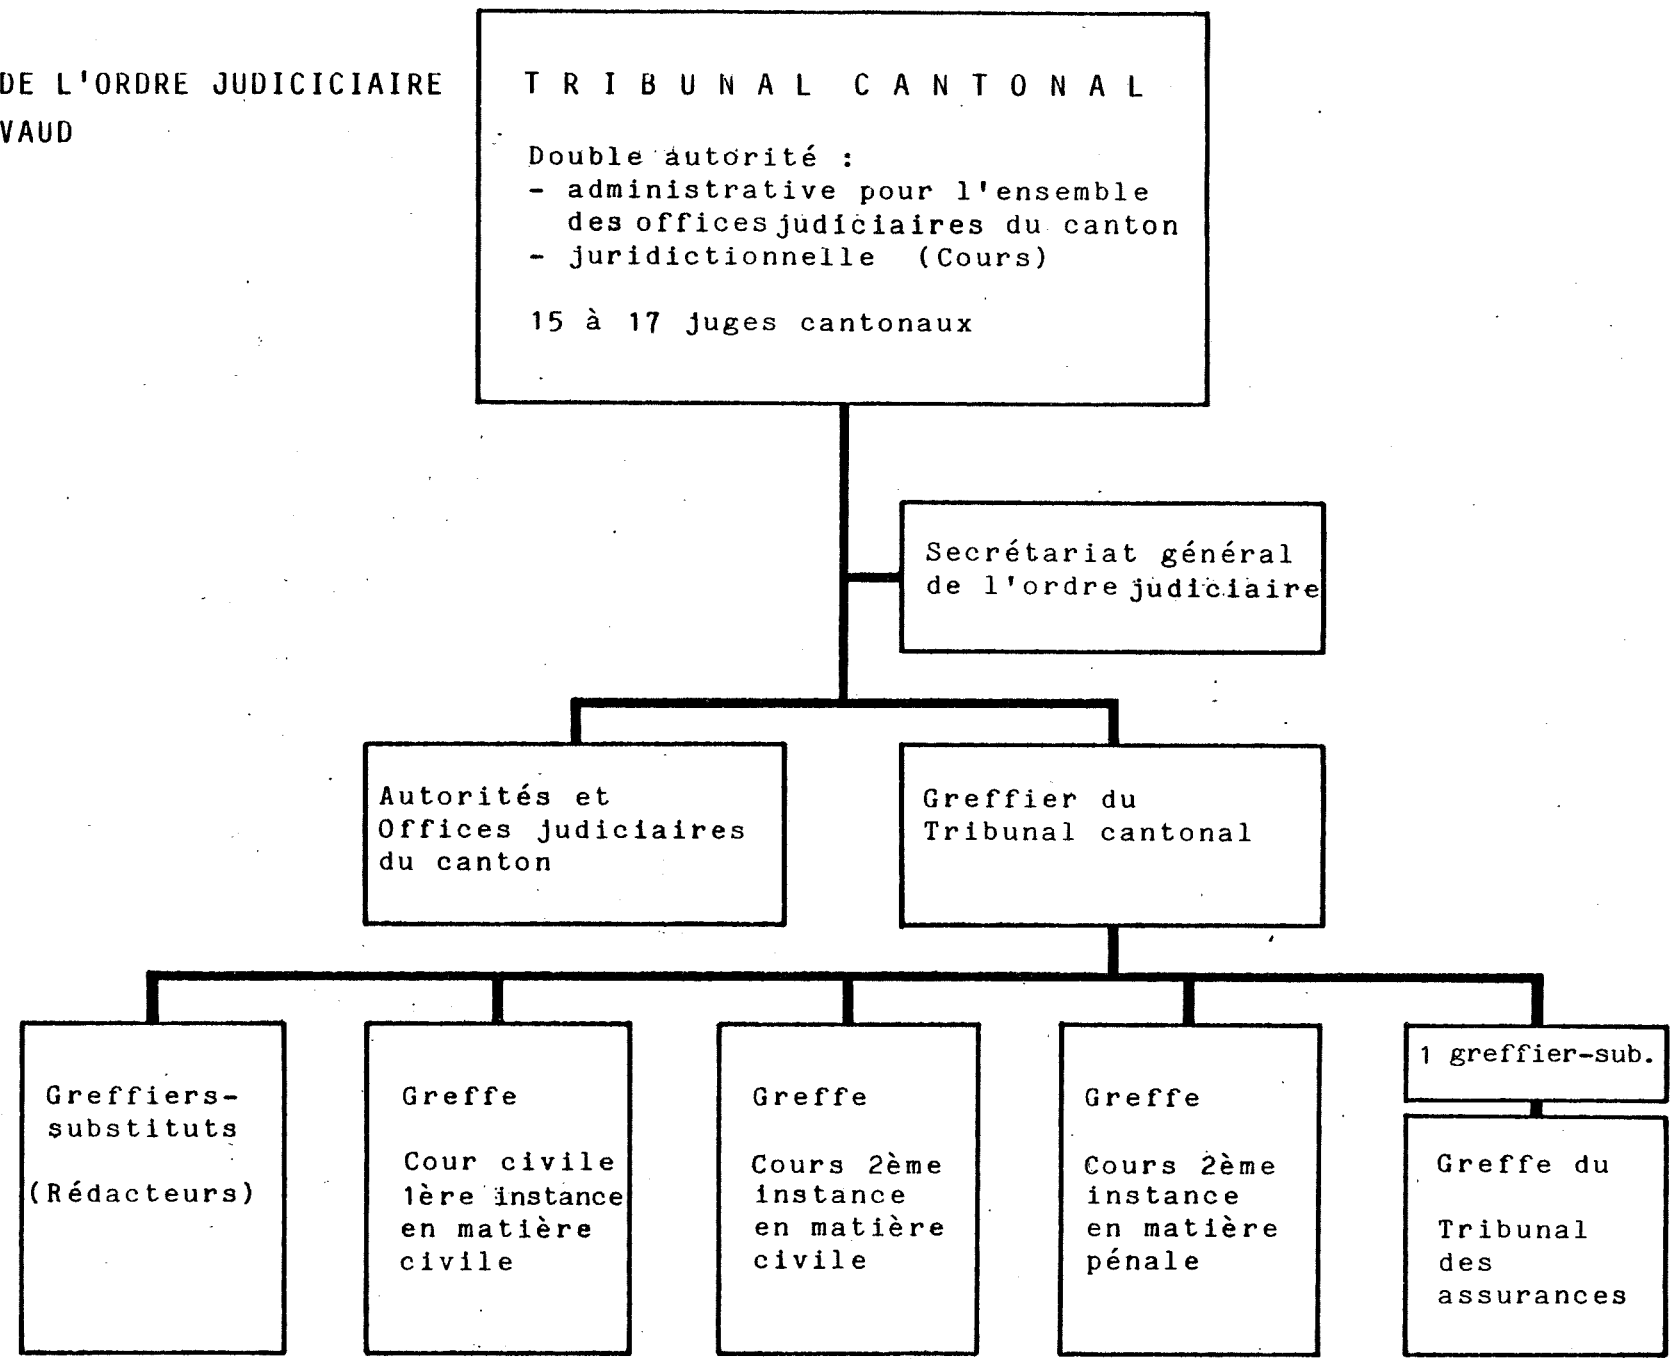 DE L'ORDRE JUDICICIAIRE
VAUD
TRIBUNAL CANTONAL
Double autorité :
- administrative pour l'ensemble
des offices judiciaires du canton
- juridictionnelle (Cours)
15 à 17 juges cantonaux
Secrétariat général
de l'ordre judiciaire
Autorités et
Offices judiciaires
du canton
Greffier du
Tribunal cantonal
Greffiers-
substituts
(Rédacteurs)
Greffe
Cour civile
1ère instance
en matière
civile
Greffe
Cours 2ème
instance
en matière
civile
Greffe
Cours 2ème
instance
en matière
pénale
1 greffier-sub.
Greffe du
Tribunal
des
assurances